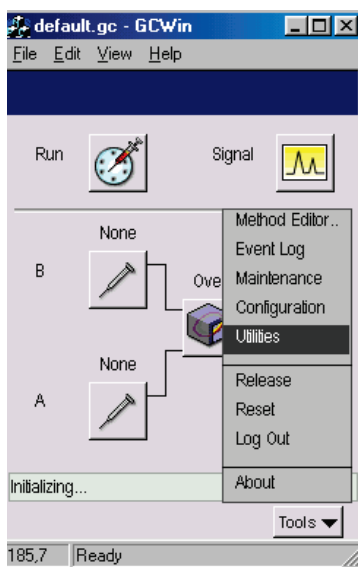 default.gc - GCWin
File Edit View Help
Run
Signal
None
B
Ove
None
A
Method Editor..
Event Log
Maintenance
Configuration
Utilities
Release
Reset
Log Out
About
Initializing...
Tools
185,7 Ready